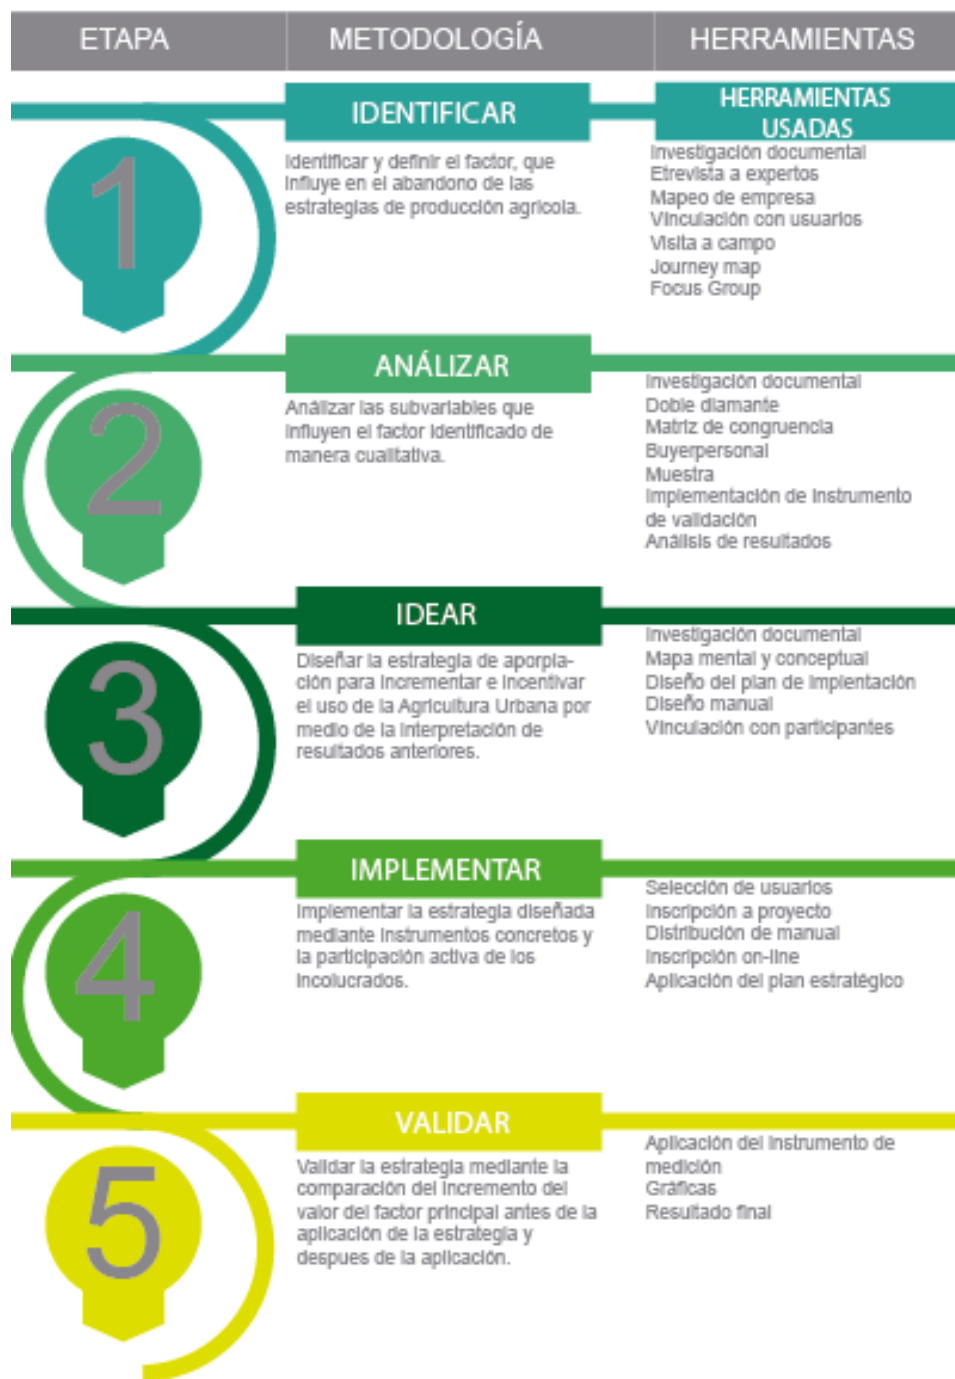 ETAPA METODOLOGÍA HERRAMIENTAS
1
IDENTIFICAR
Identificar y definir el factor, que
influye en el abandono de las
estrategias de producción agricola.
HERRAMIENTAS
USADAS
Investigación documental
Etrevista a expertos
Mapeo de empresa
Vinculación con usuarios
Visita a campo
Journey map
Focus Group
2
ANÁLIZAR
Análizar las subvariables que
influyen el factor identificado de
manera cualitativa.
Investigación documental
Doble diamante
Matriz de congruencia
Buyerpersonal
Muestra
Implementación de instrumento
de validación
Análisis de resultados
3
IDEAR
Diseñar la estrategia de aporpia-
ción para incrementar e incentivar
el uso de la Agricultura Urbana por
medio de la interpretación de
resultados anteriores.
Investigación documental
Mapa mental y conceptual
Diseño del plan de implentación
Diseño manual
Vinculación con participantes
4
IMPLEMENTAR
Implementar la estrategia diseñada
mediante instrumentos concretos y
la participación activa de los
incolucrados.
Selección de usuarios
Inscripción a proyecto
Distribución de manual
Inscripción on-line
Aplicación del plan estratégico
5
VALIDAR
Validar la estrategia mediante la
comparación del incremento del
valor del factor principal antes de la
aplicación de la estrategia y
despues de la aplicación.
Aplicación del instrumento de
medición
Gráficas
Resultado final